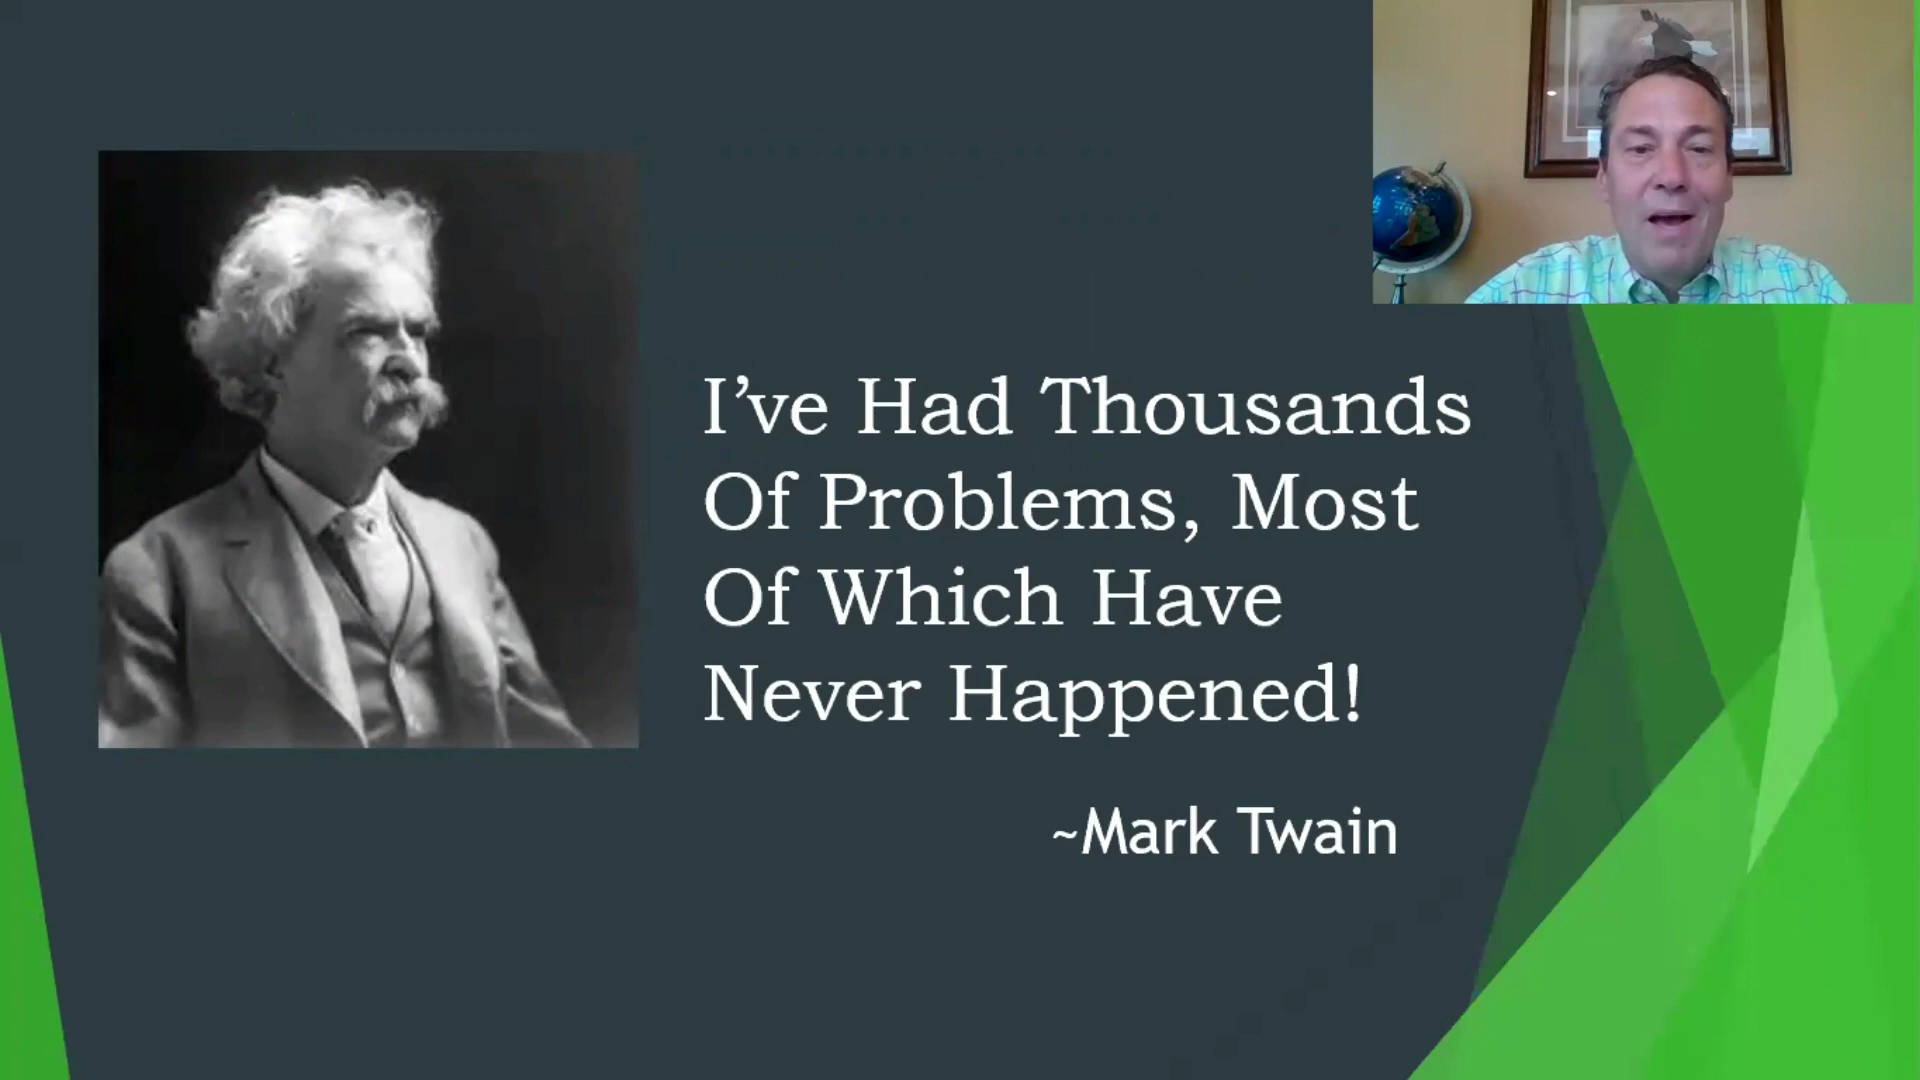 I’ve Had Thousands
Of Problems, Most
Of Which Have
Never Happened!
~Mark Twain